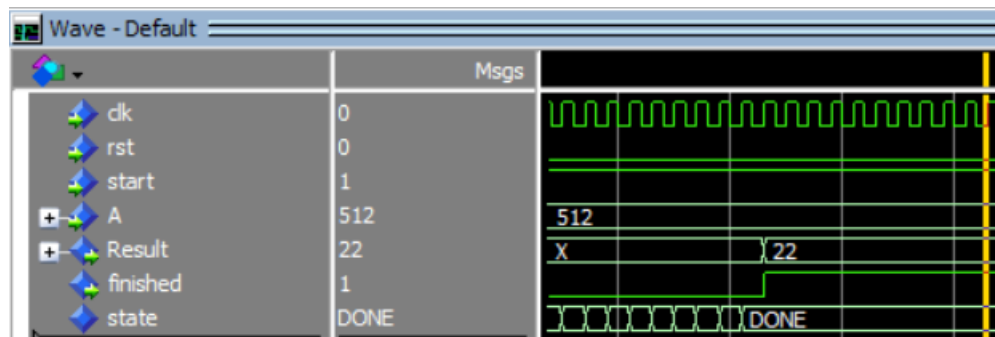 Wave - Default
Msgs
clk 0
rst 0
start 1
A 512 512
Result 22 X 22
finished 1
state DONE DONE